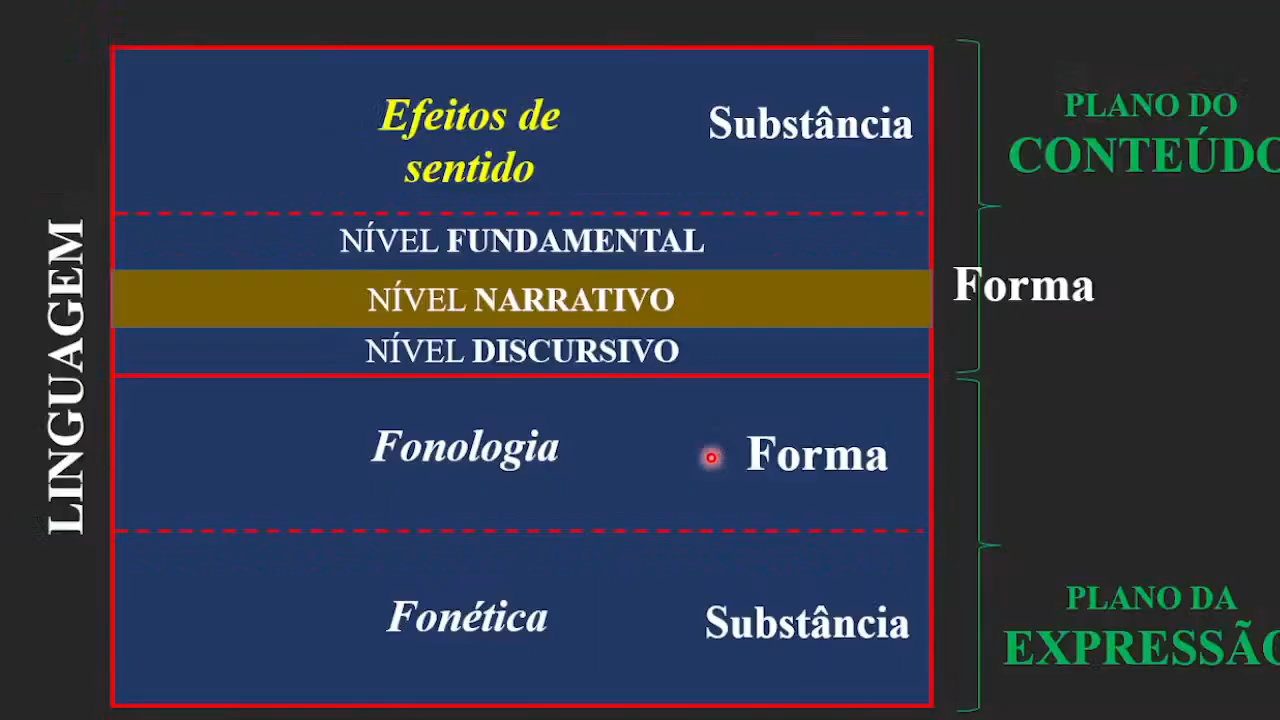 Efeitos de
sentido
Substância
PLANO DO
CONTEÚDO
NÍVEL FUNDAMENTAL
NÍVEL NARRATIVO
NÍVEL DISCURSIVO
Forma
LINGUAGEM
Fonologia
Forma
Fonética
Substância
PLANO DA
EXPRESSÃO